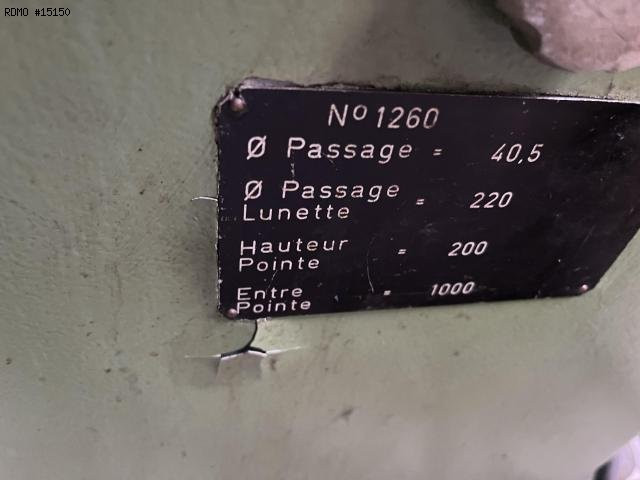 RDMO #15150
Nº 1260
Ø Passage = 40,5
Ø Passage
Lunette = 220
Hauteur
Pointe = 200
Entre
Pointe = 1000